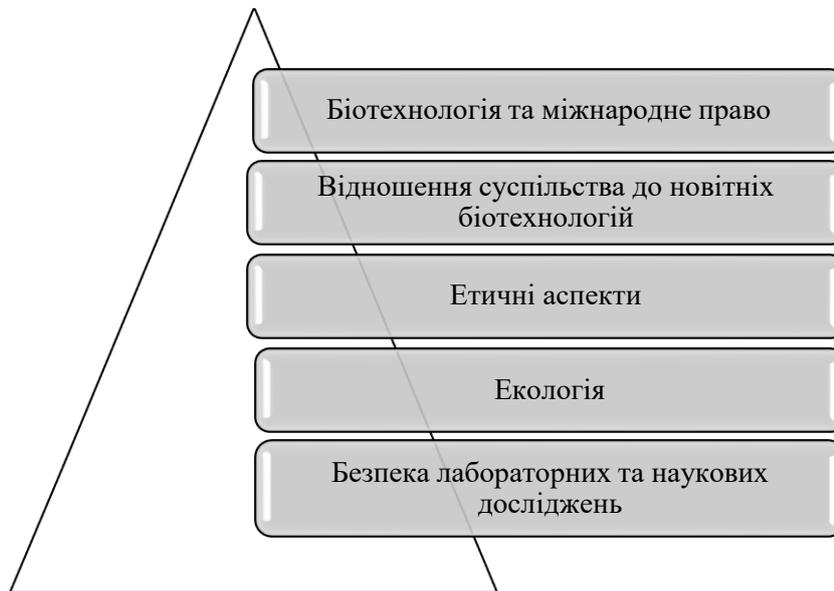 Біотехнологія та міжнародне право
Відношення суспільства до новітніх
біотехнологій
Етичні аспекти
Екологія
Безпека лабораторних та наукових
досліджень